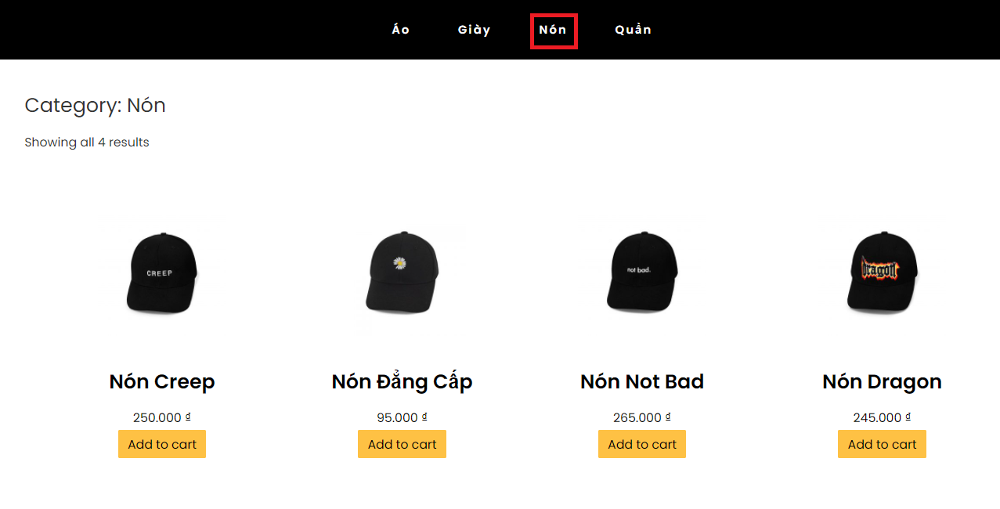 Áo Giày Nón Quần
Category: Nón
Showing all 4 results
CREEP
not bad.
dragon
Nón Creep Nón Đẳng Cấp Nón Not Bad Nón Dragon
250.000 ₫ 95.000 ₫ 265.000 ₫ 245.000 ₫
Add to cart Add to cart Add to cart Add to cart